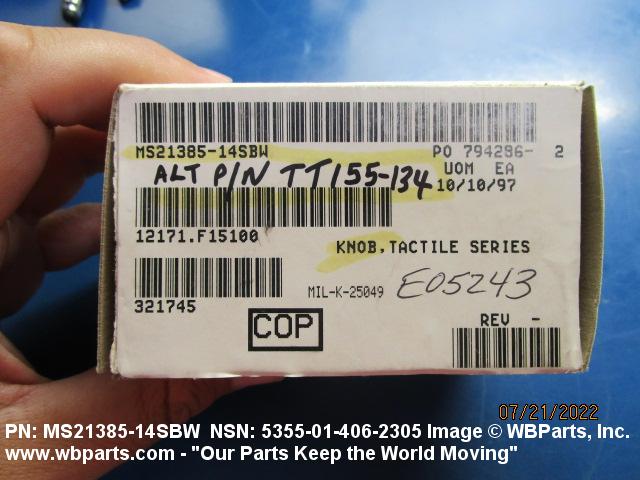 MS21385-14SBW PO 794286- 2
ALT P/N TT155-134 UOM EA
10/10/97
12171.F15100
KNOB, TACTILE SERIES
MIL-K-25049 E05243
321745
COP
REV -
07/21/2022
PN: MS21385-14SBW NSN: 5355-01-406-2305 Image © WBParts, Inc.
www.wbparts.com - "Our Parts Keep the World Moving"